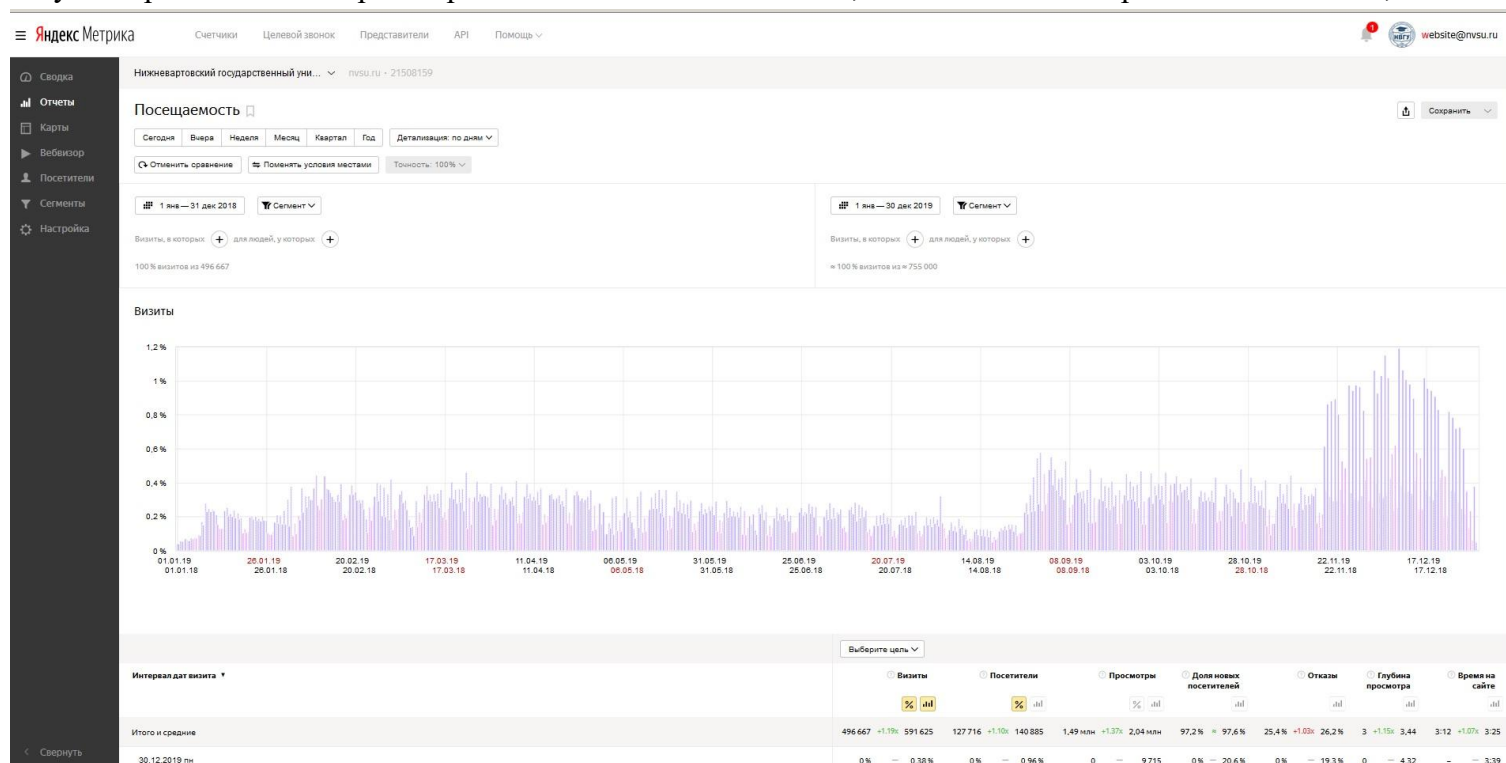 Яндекс Метрика Счетчики Целевой звонок Представители API Помощь 1 НВГУ website@nvsu.ru
Сводка
Отчеты
Карты
Вебвизор
Посетители
Сегменты
Настройка
Свернуть
Нижневартовский государственный уни... nvsu.ru • 21508159
Посещаемость
Сохранить
Сегодня Вчера Неделя Месяц Квартал Год Детализация: по дням
Отменить сравнение Поменять условия местами Точность: 100%
1 янв — 31 дек 2018 Сегмент 1 янв — 30 дек 2019 Сегмент
Визиты, в которых + для людей, у которых + Визиты, в которых + для людей, у которых +
100 % визитов из 496 667 ≈ 100 % визитов из ≈ 755 000
Визиты
1,2 %
1 %
0,8 %
0,6 %
0,4 %
0,2 %
0 %
01.01.19 26.01.19 20.02.19 17.03.19 11.04.19 06.05.19 31.05.19 25.06.19 20.07.19 14.08.19 08.09.19 03.10.19 28.10.19 22.11.19 17.12.19
01.01.18 26.01.18 20.02.18 17.03.18 11.04.18 06.05.18 31.05.18 25.06.18 20.07.18 14.08.18 08.09.18 03.10.18 28.10.18 22.11.18 17.12.18
Выберите цель
Интервал дат визита Визиты Посетители Просмотры Доля новых посетителей Отказы Глубина просмотра Время на сайте
% % %
Итого и средние 496 667 +1.19x 591 625 127 716 +1.10x 140 885 1,49 млн +1.37x 2,04 млн 97,2 % ≈ 97,6 % 25,4 % +1.03x 26,2 % 3 +1.15x 3,44 3:12 +1.07x 3:25
30.12.2019 пн 0 % — 0,38 % 0 % — 0,96 % 0 — 9 715 0 % — 20,6 % 0 % — 19,3 % 0 — 4,32 – — 3:39